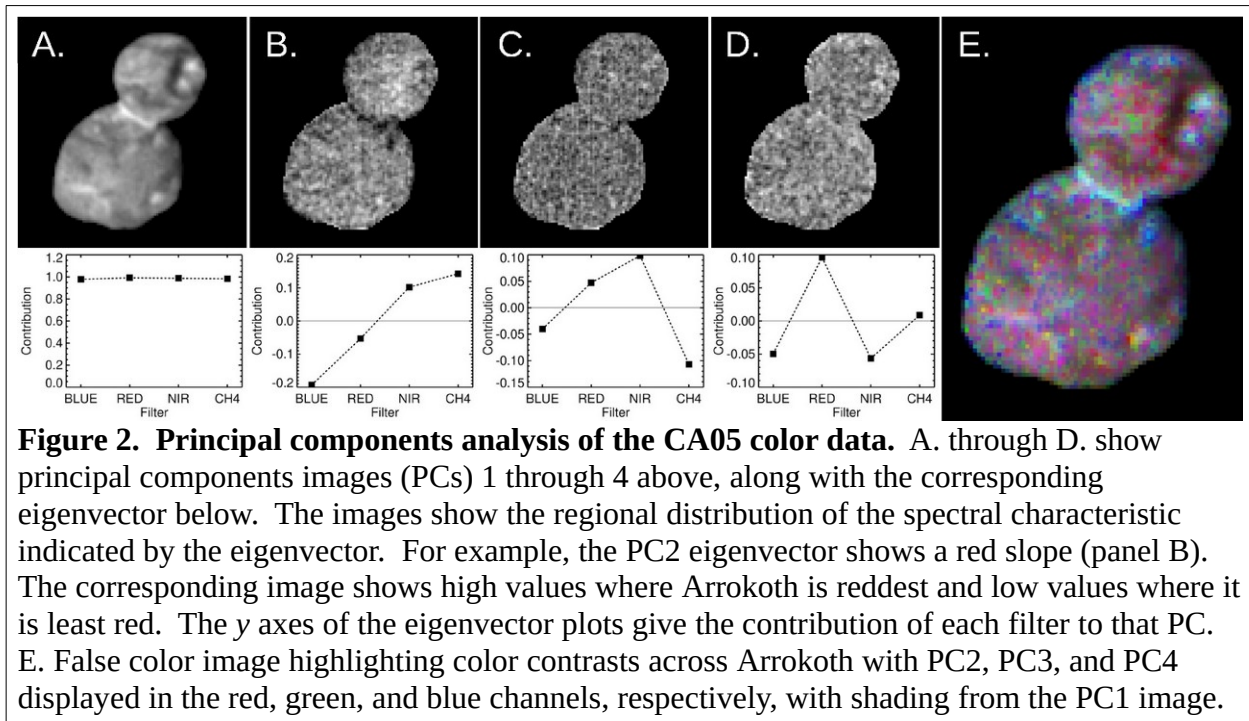 A. B. C. D. E.
1.2
1.0
0.8
0.6
0.4
0.2
0.0
Contribution
BLUE RED NIR CH4
Filter
0.2
0.1
0.0
-0.1
-0.2
Contribution
BLUE RED NIR CH4
Filter
0.10
0.05
0.00
-0.05
-0.10
-0.15
Contribution
BLUE RED NIR CH4
Filter
0.10
0.05
0.00
-0.05
-0.10
Contribution
BLUE RED NIR CH4
Filter
Figure 2. Principal components analysis of the CA05 color data. A. through D. show
principal components images (PCs) 1 through 4 above, along with the corresponding
eigenvector below. The images show the regional distribution of the spectral characteristic
indicated by the eigenvector. For example, the PC2 eigenvector shows a red slope (panel B).
The corresponding image shows high values where Arrokoth is reddest and low values where it
is least red. The y axes of the eigenvector plots give the contribution of each filter to that PC.
E. False color image highlighting color contrasts across Arrokoth with PC2, PC3, and PC4
displayed in the red, green, and blue channels, respectively, with shading from the PC1 image.